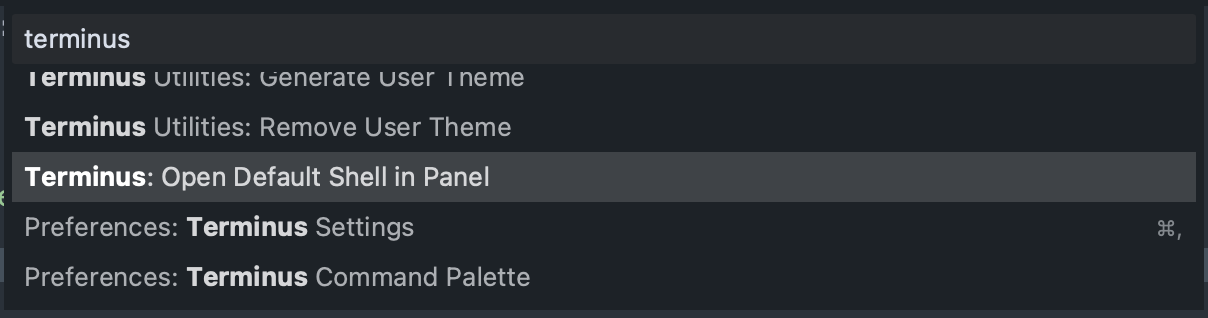 terminus
Terminus Utilities: Generate User Theme
Terminus Utilities: Remove User Theme
Terminus: Open Default Shell in Panel
Preferences: Terminus Settings ⌘,
Preferences: Terminus Command Palette